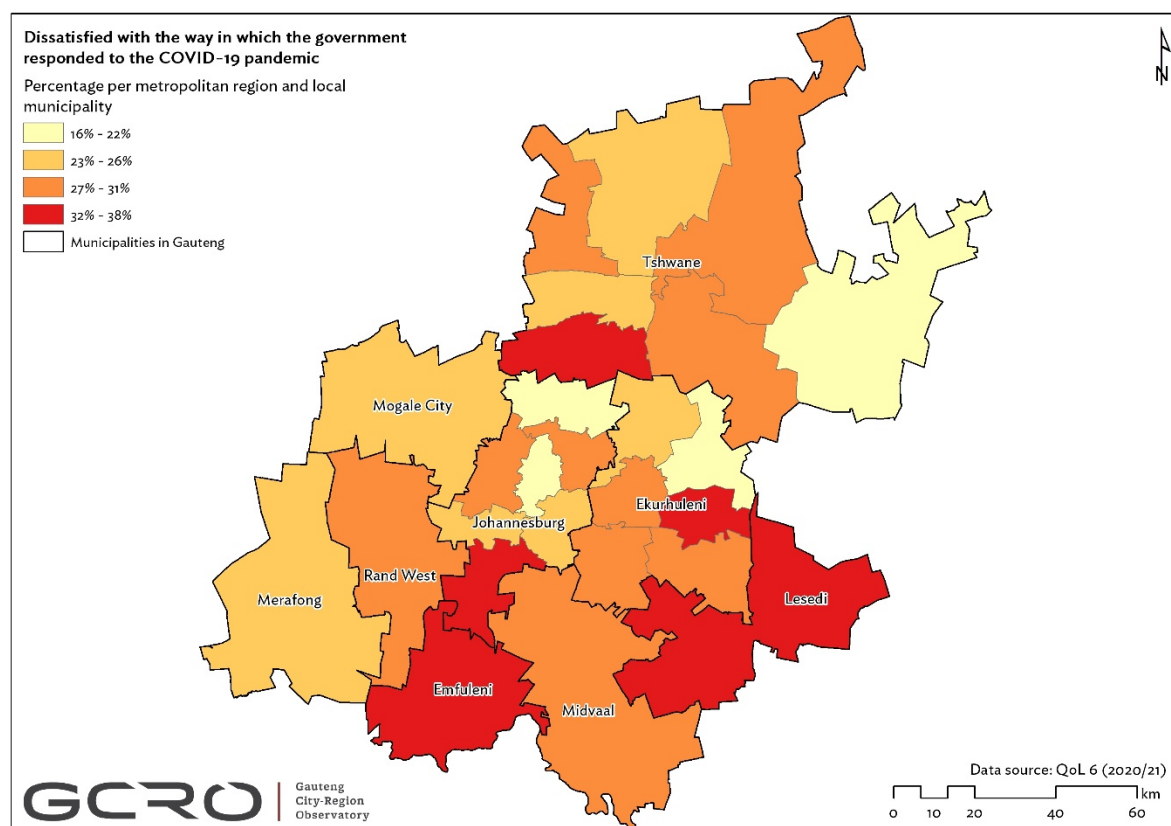 Dissatisfied with the way in which the government
responded to the COVID-19 pandemic
Percentage per metropolitan region and local
municipality
16% - 22%
23% - 26%
27% - 31%
32% - 38%
Municipalities in Gauteng
N
Tshwane
Mogale City
Ekurhuleni
Johannesburg
Rand West
Merafong
Lesedi
Emfuleni
Midvaal
Data source: QoL 6 (2020/21)
km
0 10 20 40 60
GCRO
Gauteng
City-Region
Observatory